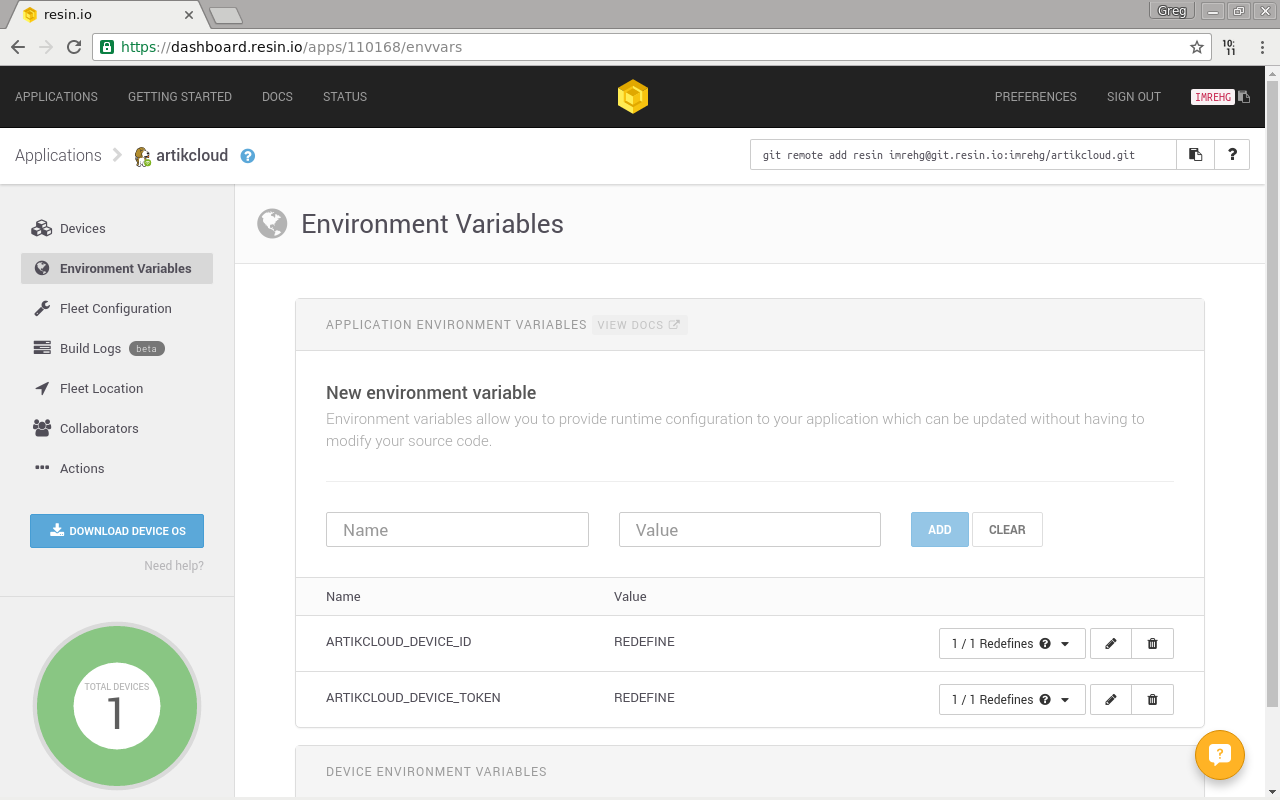 resin.io
Greg
https://dashboard.resin.io/apps/110168/envvars
10:
11
APPLICATIONS GETTING STARTED DOCS STATUS PREFERENCES SIGN OUT IMREHG
Applications artikcloud ?
git remote add resin imrehg@git.resin.io:imrehg/artikcloud.git ?
Devices
Environment Variables
Fleet Configuration
Build Logs beta
Fleet Location
Collaborators
Actions
DOWNLOAD DEVICE OS
Need help?
TOTAL DEVICES
1
Environment Variables
APPLICATION ENVIRONMENT VARIABLES VIEW DOCS
New environment variable
Environment variables allow you to provide runtime configuration to your application which can be updated without having to
modify your source code.
Name Value ADD CLEAR
Name Value
ARTIKCLOUD_DEVICE_ID REDEFINE 1 / 1 Redefines ?
ARTIKCLOUD_DEVICE_TOKEN REDEFINE 1 / 1 Redefines ?
DEVICE ENVIRONMENT VARIABLES
?